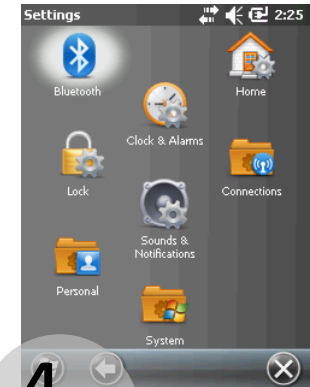 Settings 2:25
Bluetooth
Home
Clock & Alarms
Lock
Connections
Sounds &
Notifications
Personal
System
4